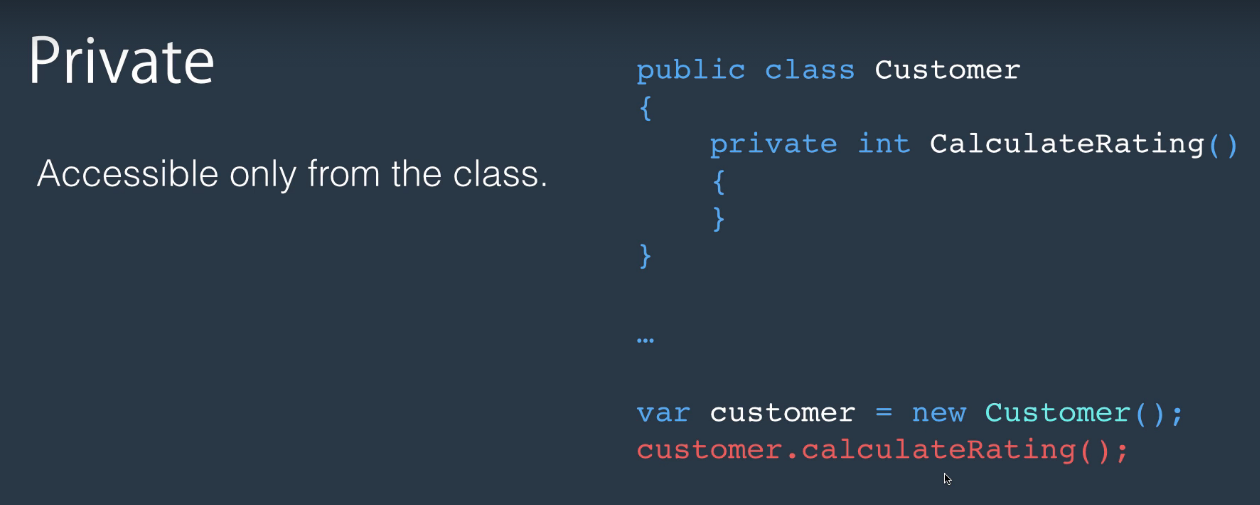 Private
Accessible only from the class.
public class Customer
{
    private int CalculateRating()
    {
    }
}
…
var customer = new Customer();
customer.calculateRating();